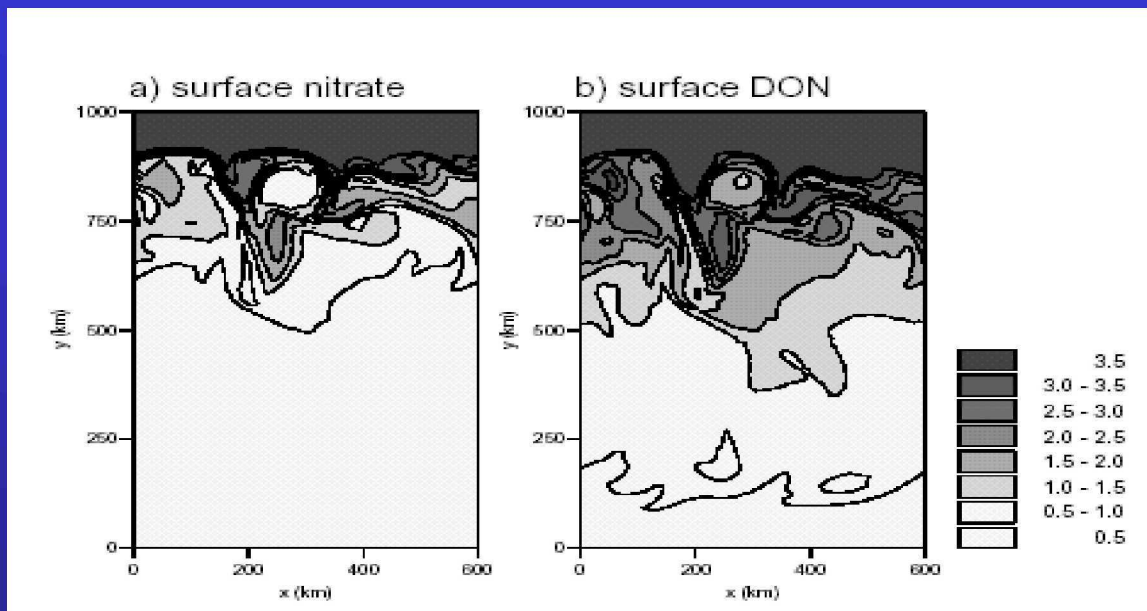 a) surface nitrate
1000
750
500
250
0
y (km)
0 200 400 600
x (km)
b) surface DON
1000
750
500
250
0
y (km)
0 200 400 600
x (km)
3.5
3.0 - 3.5
2.5 - 3.0
2.0 - 2.5
1.5 - 2.0
1.0 - 1.5
0.5 - 1.0
0.5